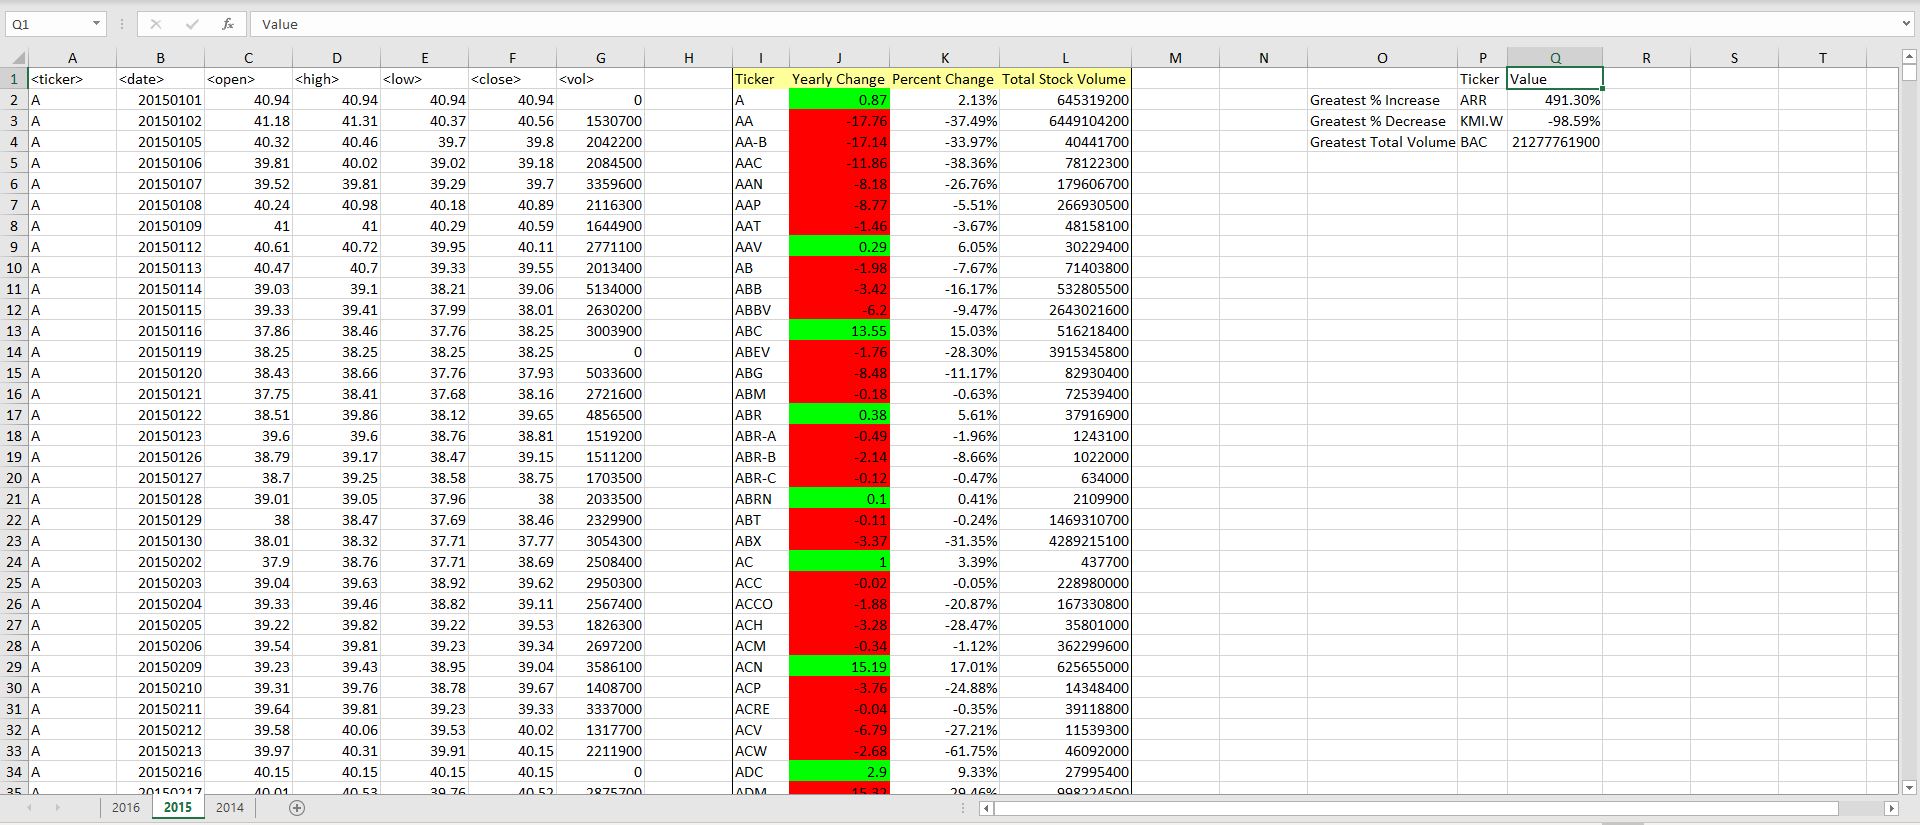 Q1 fx Value
A B C D E F G H I J K L M N O P Q R S T
1 <ticker> <date> <open> <high> <low> <close> <vol> Ticker Yearly Change Percent Change Total Stock Volume Ticker Value
2 A 20150101 40.94 40.94 40.94 40.94 0 A 0.87 2.13% 645319200 Greatest % Increase ARR 491.30%
3 A 20150102 41.18 41.31 40.37 40.56 1530700 AA -17.76 -37.49% 6449104200 Greatest % Decrease KMI.W -98.59%
4 A 20150105 40.32 40.46 39.7 39.8 2042200 AA-B -17.14 -33.97% 40441700 Greatest Total Volume BAC 21277761900
5 A 20150106 39.81 40.02 39.02 39.18 2084500 AAC -11.86 -38.36% 78122300
6 A 20150107 39.52 39.81 39.29 39.7 3359600 AAN -8.18 -26.76% 179606700
7 A 20150108 40.24 40.98 40.18 40.89 2116300 AAP -8.77 -5.51% 266930500
8 A 20150109 41 41 40.29 40.59 1644900 AAT -1.46 -3.67% 48158100
9 A 20150112 40.61 40.72 39.95 40.11 2771100 AAV 0.29 6.05% 30229400
10 A 20150113 40.47 40.7 39.33 39.55 2013400 AB -1.98 -7.67% 71403800
11 A 20150114 39.03 39.1 38.21 39.06 5134000 ABB -3.42 -16.17% 532805500
12 A 20150115 39.33 39.41 37.99 38.01 2630200 ABBV -6.2 -9.47% 2643021600
13 A 20150116 37.86 38.46 37.76 38.25 3003900 ABC 13.55 15.03% 516218400
14 A 20150119 38.25 38.25 38.25 38.25 0 ABEV -1.76 -28.30% 3915345800
15 A 20150120 38.43 38.66 37.76 37.93 5033600 ABG -8.48 -11.17% 82930400
16 A 20150121 37.75 38.41 37.68 38.16 2721600 ABM -0.18 -0.63% 72539400
17 A 20150122 38.51 39.86 38.12 39.65 4856500 ABR 0.38 5.61% 37916900
18 A 20150123 39.6 39.6 38.76 38.81 1519200 ABR-A -0.49 -1.96% 1243100
19 A 20150126 38.79 39.17 38.47 39.15 1511200 ABR-B -2.14 -8.66% 1022000
20 A 20150127 38.7 39.25 38.58 38.75 1703500 ABR-C -0.12 -0.47% 634000
21 A 20150128 39.01 39.05 37.96 38 2033500 ABRN 0.1 0.41% 2109900
22 A 20150129 38 38.47 37.69 38.46 2329900 ABT -0.11 -0.24% 1469310700
23 A 20150130 38.01 38.32 37.71 37.77 3054300 ABX -3.37 -31.35% 4289215100
24 A 20150202 37.9 38.76 37.71 38.69 2508400 AC 1 3.39% 437700
25 A 20150203 39.04 39.63 38.92 39.62 2950300 ACC -0.02 -0.05% 228980000
26 A 20150204 39.33 39.46 38.82 39.11 2567400 ACCO -1.88 -20.87% 167330800
27 A 20150205 39.22 39.82 39.22 39.53 1826300 ACH -3.28 -28.47% 35801000
28 A 20150206 39.54 39.81 39.23 39.34 2697200 ACM -0.34 -1.12% 362299600
29 A 20150209 39.23 39.43 38.95 39.04 3586100 ACN 15.19 17.01% 625655000
30 A 20150210 39.31 39.76 38.78 39.67 1408700 ACP -3.76 -24.88% 14348400
31 A 20150211 39.64 39.81 39.23 39.33 3337000 ACRE -0.04 -0.35% 39118800
32 A 20150212 39.58 40.06 39.53 40.02 1317700 ACV -6.79 -27.21% 11539300
33 A 20150213 39.97 40.31 39.91 40.15 2211900 ACW -2.68 -61.75% 46092000
34 A 20150216 40.15 40.15 40.15 40.15 0 ADC 2.9 9.33% 27995400
35 A 20150217 40.01 40.53 39.76 40.52 2875700 ADM -15.32 -29.46% 998224500
2016 2015 2014